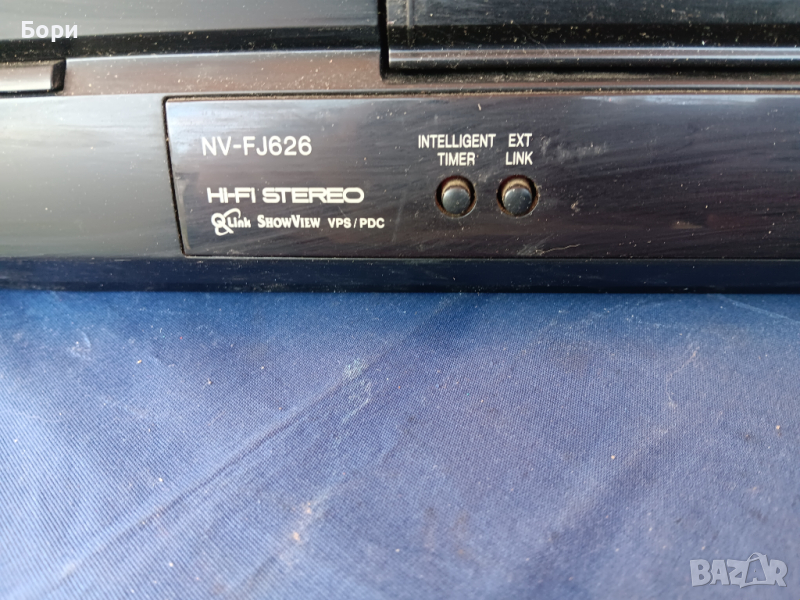 Бори
NV-FJ626
INTELLIGENT TIMER
EXT LINK
HI-FI STEREO
Q Link SHOWVIEW VPS/PDC
BAZAR